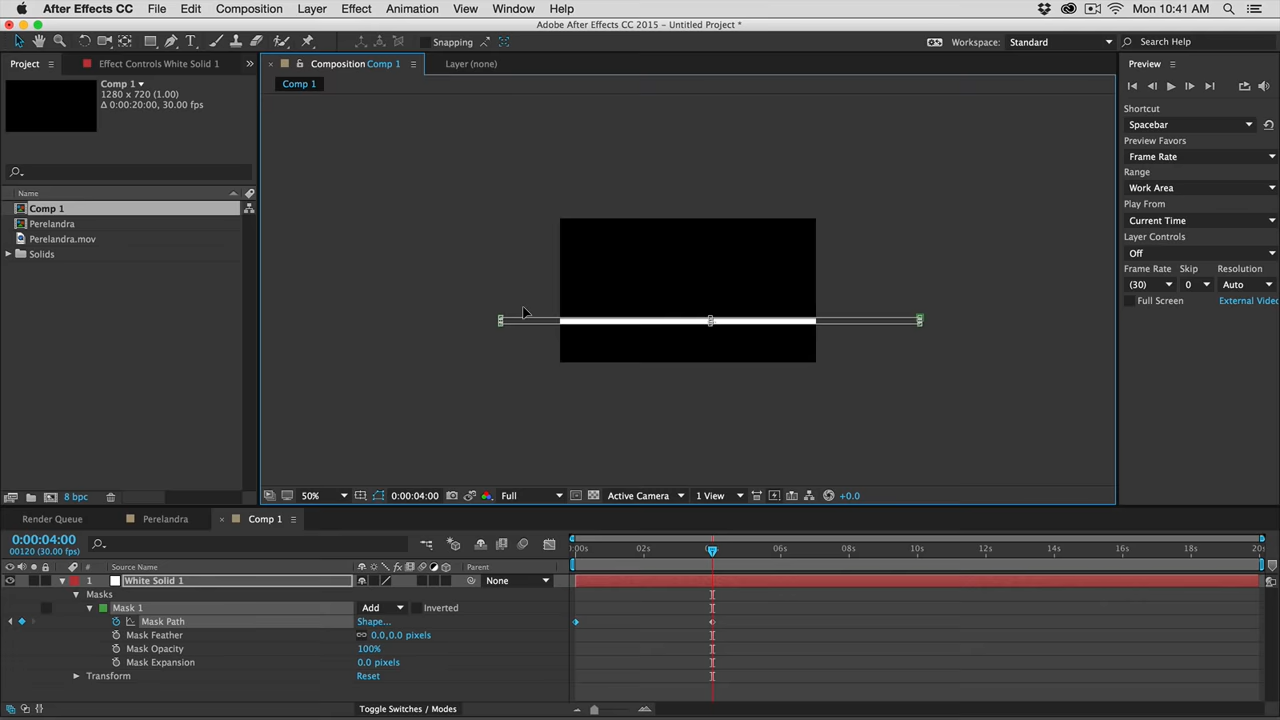 After Effects CC File Edit Composition Layer Effect Animation View Window Help Mon 10:41 AM
Adobe After Effects CC 2015 - Untitled Project *
Snapping Workspace: Standard Search Help
Project Effect Controls White Solid 1 Composition Comp 1 Layer (none) Preview
Comp 1
1280 x 720 (1.00)
Δ 0:00:20:00, 30.00 fps
Comp 1
Shortcut
Spacebar
Preview Favors
Frame Rate
Range
Work Area
Play From
Current Time
Layer Controls
Off
Frame Rate Skip Resolution
(30) 0 Auto
Full Screen External Video
Name
Comp 1
Perelandra
Perelandra.mov
Solids
8 bpc 50% 0:00:04:00 Full Active Camera 1 View +0.0
Render Queue Perelandra Comp 1
0:00:04:00
00120 (30.00 fps)
:00s 02s 06s 08s 10s 12s 14s 16s 18s 20s
# Source Name Parent
1 White Solid 1 None
Masks
Mask 1 Add Inverted
Mask Path Shape...
Mask Feather 0.0,0.0 pixels
Mask Opacity 100%
Mask Expansion 0.0 pixels
Transform Reset
Toggle Switches / Modes